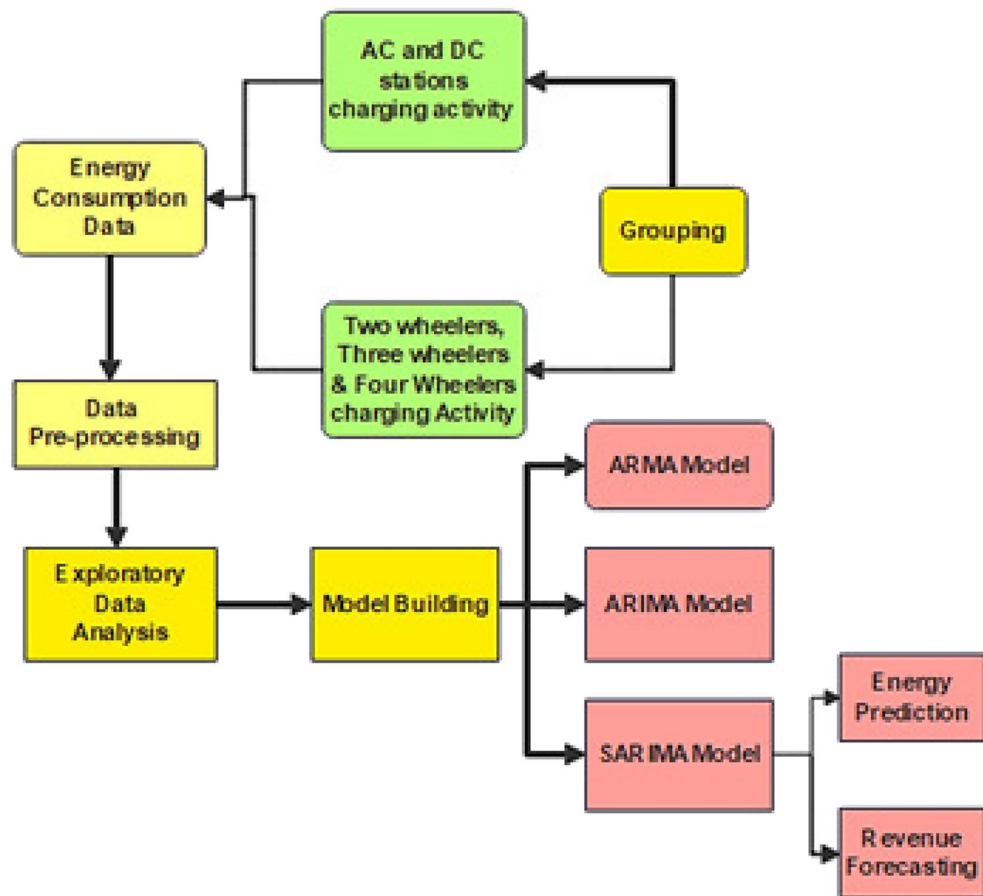 AC and DC
stations
charging activity
Energy
Consumption
Data
Grouping
Two wheelers,
Three wheelers
& Four Wheelers
charging Activity
Data
Pre-processing
ARMA Model
Exploratory
Data
Analysis
Model Building
ARIMA Model
SARIMA Model
Energy
Prediction
Revenue
Forecasting